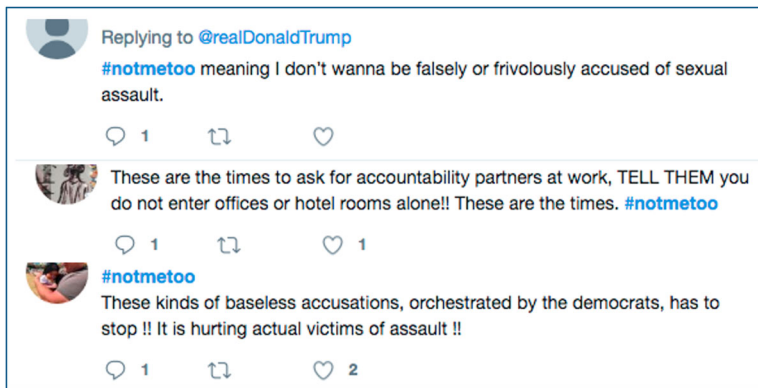 Replying to @realDonaldTrump
#notmetoo meaning I don't wanna be falsely or frivolously accused of sexual
assault.
1
These are the times to ask for accountability partners at work, TELL THEM you
do not enter offices or hotel rooms alone!! These are the times. #notmetoo
1 1
#notmetoo
These kinds of baseless accusations, orchestrated by the democrats, has to
stop !! It is hurting actual victims of assault !!
1 2